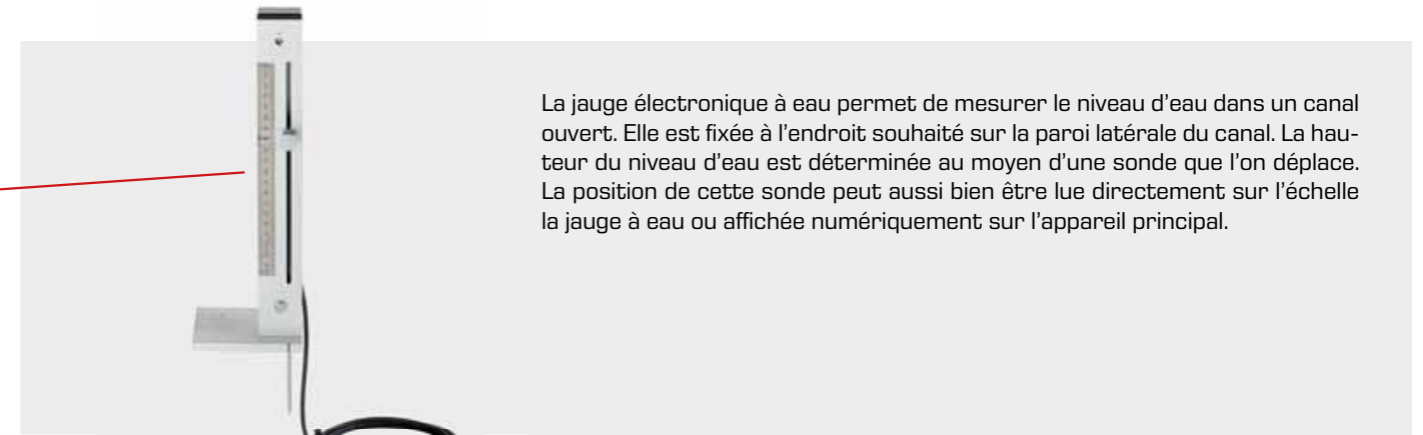 La jauge électronique à eau permet de mesurer le niveau d'eau dans un canal
ouvert. Elle est fixée à l'endroit souhaité sur la paroi latérale du canal. La hau-
teur du niveau d'eau est déterminée au moyen d'une sonde que l'on déplace.
La position de cette sonde peut aussi bien être lue directement sur l'échelle
la jauge à eau ou affichée numériquement sur l'appareil principal.